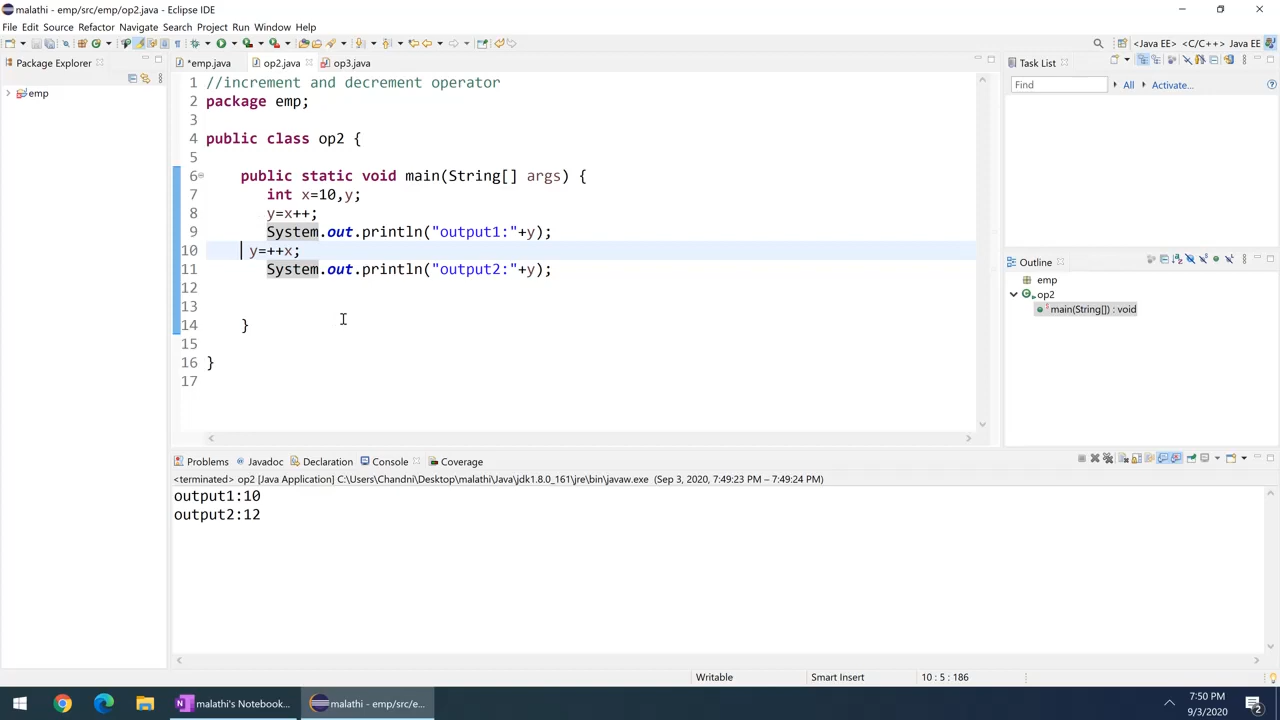 malathi - emp/src/emp/op2.java - Eclipse IDE
File Edit Source Refactor Navigate Search Project Run Window Help
<Java EE> <C/C++> Java EE
Package Explorer
*emp.java op2.java op3.java
Task List
emp
Find All Activate...
1 //increment and decrement operator
2 package emp;
3
4 public class op2 {
5
6 public static void main(String[] args) {
7 int x=10,y;
8 y=x++;
9 System.out.println("output1:"+y);
10 y=++x;
11 System.out.println("output2:"+y);
12
13
14 }
15
16 }
17
Outline
emp
op2
main(String[]) : void
Problems Javadoc Declaration Console Coverage
<terminated> op2 [Java Application] C:\Users\Chandni\Desktop\malathi\Java\jdk1.8.0_161\jre\bin\javaw.exe (Sep 3, 2020, 7:49:23 PM – 7:49:24 PM)
output1:10
output2:12
Writable Smart Insert 10 : 5 : 186
malathi's Notebook... malathi - emp/src/e...
7:50 PM
9/3/2020
2